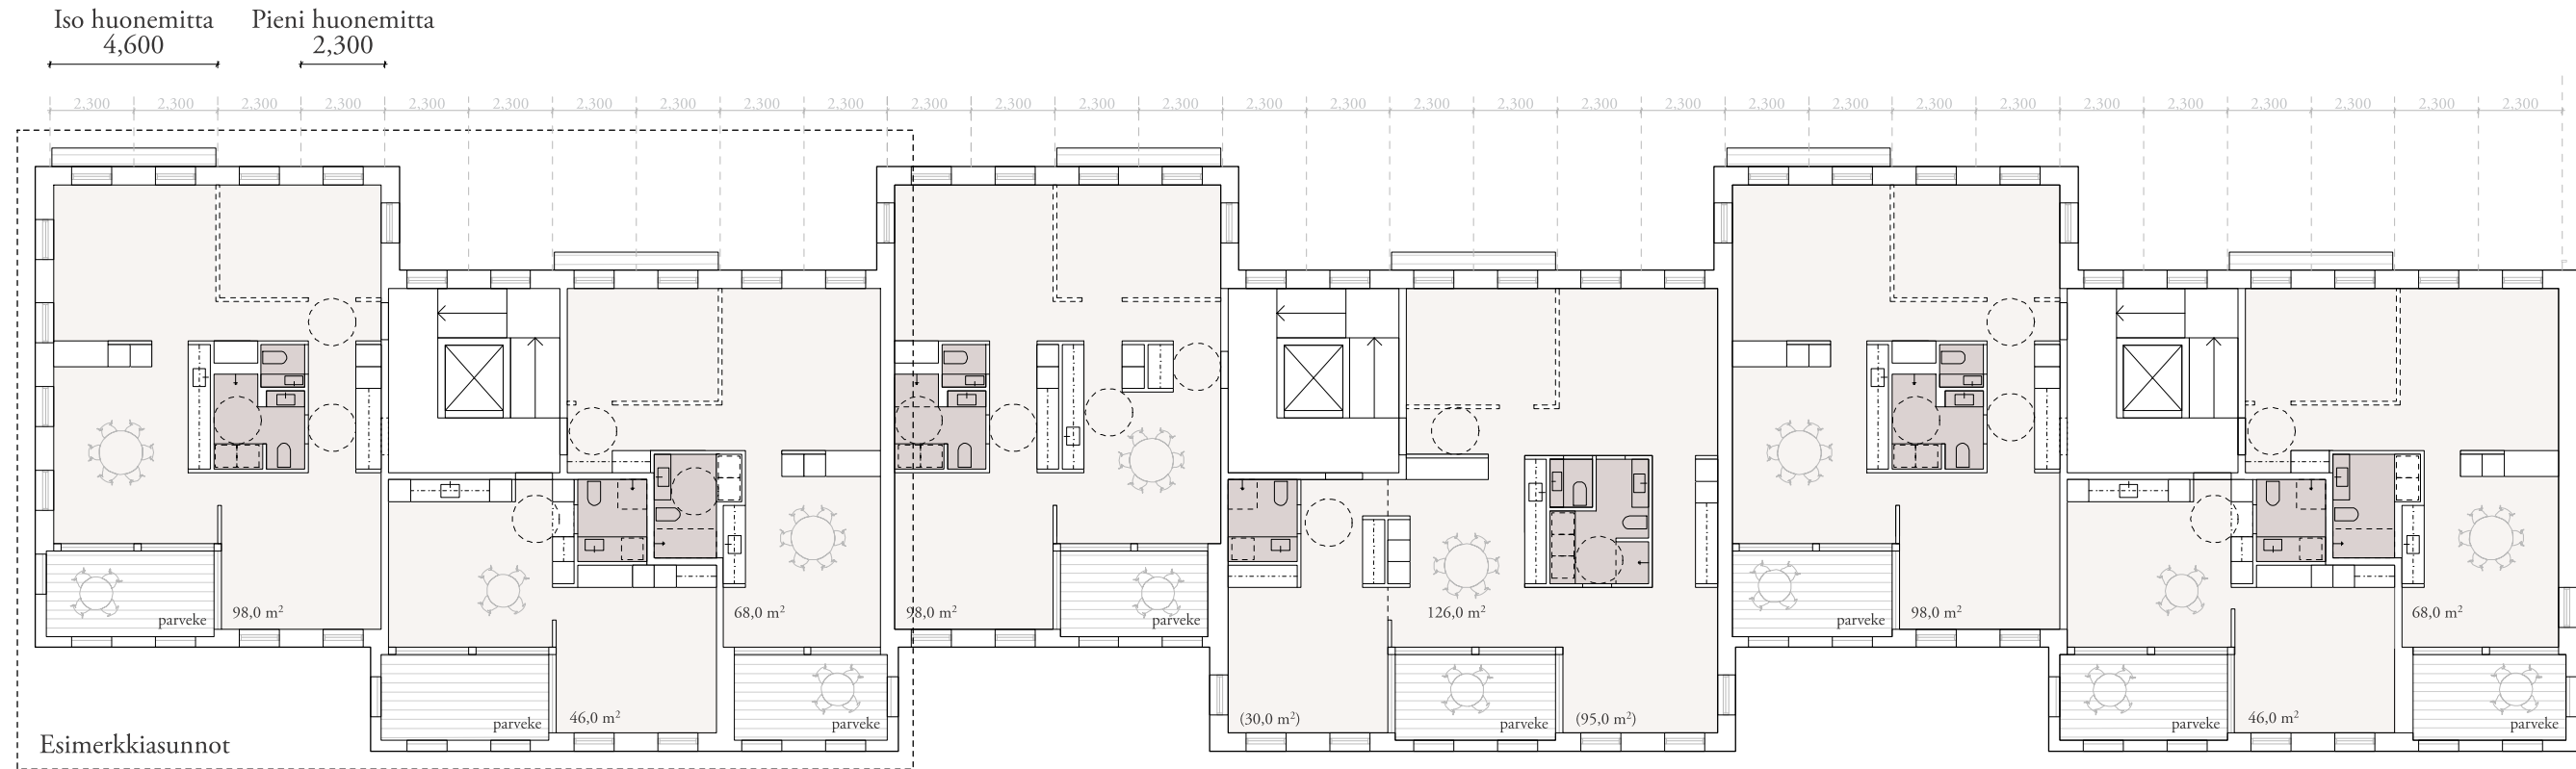 Iso huonemitta Pieni huonemitta
4,600 2,300
2,300 2,300 2,300 2,300 2,300 2,300 2,300 2,300 2,300 2,300 2,300 2,300 2,300 2,300 2,300 2,300 2,300 2,300 2,300 2,300 2,300 2,300 2,300 2,300 2,300 2,300 2,300 2,300 2,300 2,300
98,0 m² 68,0 m² 98,0 m² 126,0 m² 98,0 m² 68,0 m²
parveke parveke parveke
46,0 m² (30,0 m²) (95,0 m²) 46,0 m²
parveke parveke parveke parveke parveke
Esimerkkiasunnot